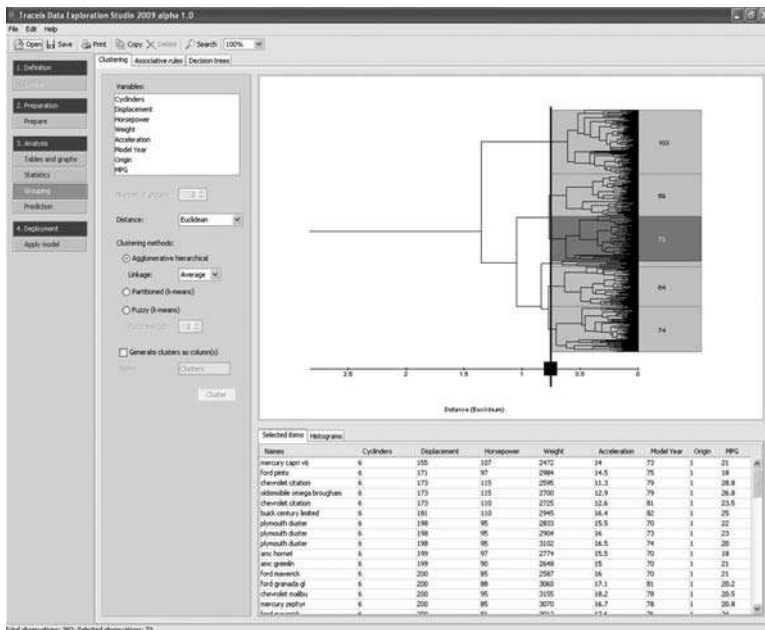 Traceis Data Exploration Studio 2009 alpha 1.0
File Edit Help
Open Save Print Copy Delete Search 100%
Clustering Associative rules Decision trees
1. Definition
2. Preparation
Prepare
3. Analysis
Tables and graphs
Statistics
Grouping
Prediction
4. Deployment
Apply model
Variables:
Cyclinders
Displacement
Horsepower
Weight
Acceleration
Model Year
Origin
MPG
Number of groups:
Distance: Euclidean
Clustering methods:
Agglomerative hierarchical
Linkage: Average
Partitioned (k-means)
Fuzzy (k-means)
Generate clusters as column(s)
Clusters
Cluster
103
86
73
64
74
2.5 2 1.5 1 0.5 0
Distance (Euclidean)
Selected items Histograms
Names Cyclinders Displacement Horsepower Weight Acceleration Model Year Origin MPG
mercury capri v6 6 155 107 2472 14 73 1 21
ford pinto 6 171 97 2984 14.5 75 1 18
chevrolet citation 6 173 115 2595 11.3 79 1 28.8
oldsmobile omega brougham 6 173 115 2700 12.9 79 1 26.8
chevrolet citation 6 173 110 2725 12.6 81 1 23.5
buick century limited 6 181 110 2945 16.4 82 1 25
plymouth duster 6 198 95 2833 15.5 70 1 22
plymouth duster 6 198 95 2904 16 73 1 23
plymouth duster 6 198 95 3102 16.5 74 1 20
amc hornet 6 199 97 2774 15.5 70 1 18
amc gremlin 6 199 90 2648 15 70 1 21
ford maverick 6 200 85 2587 16 70 1 21
ford granada gl 6 200 88 3060 17.1 81 1 20.2
chevrolet malibu 6 200 95 3155 18.2 78 1 20.5
mercury zephyr 6 200 85 3070 16.7 78 1 20.8